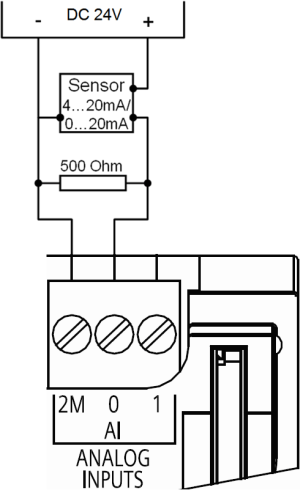 DC 24V
- +
Sensor
4...20mA/
0...20mA
500 Ohm
2M 0 1
AI
ANALOG
INPUTS